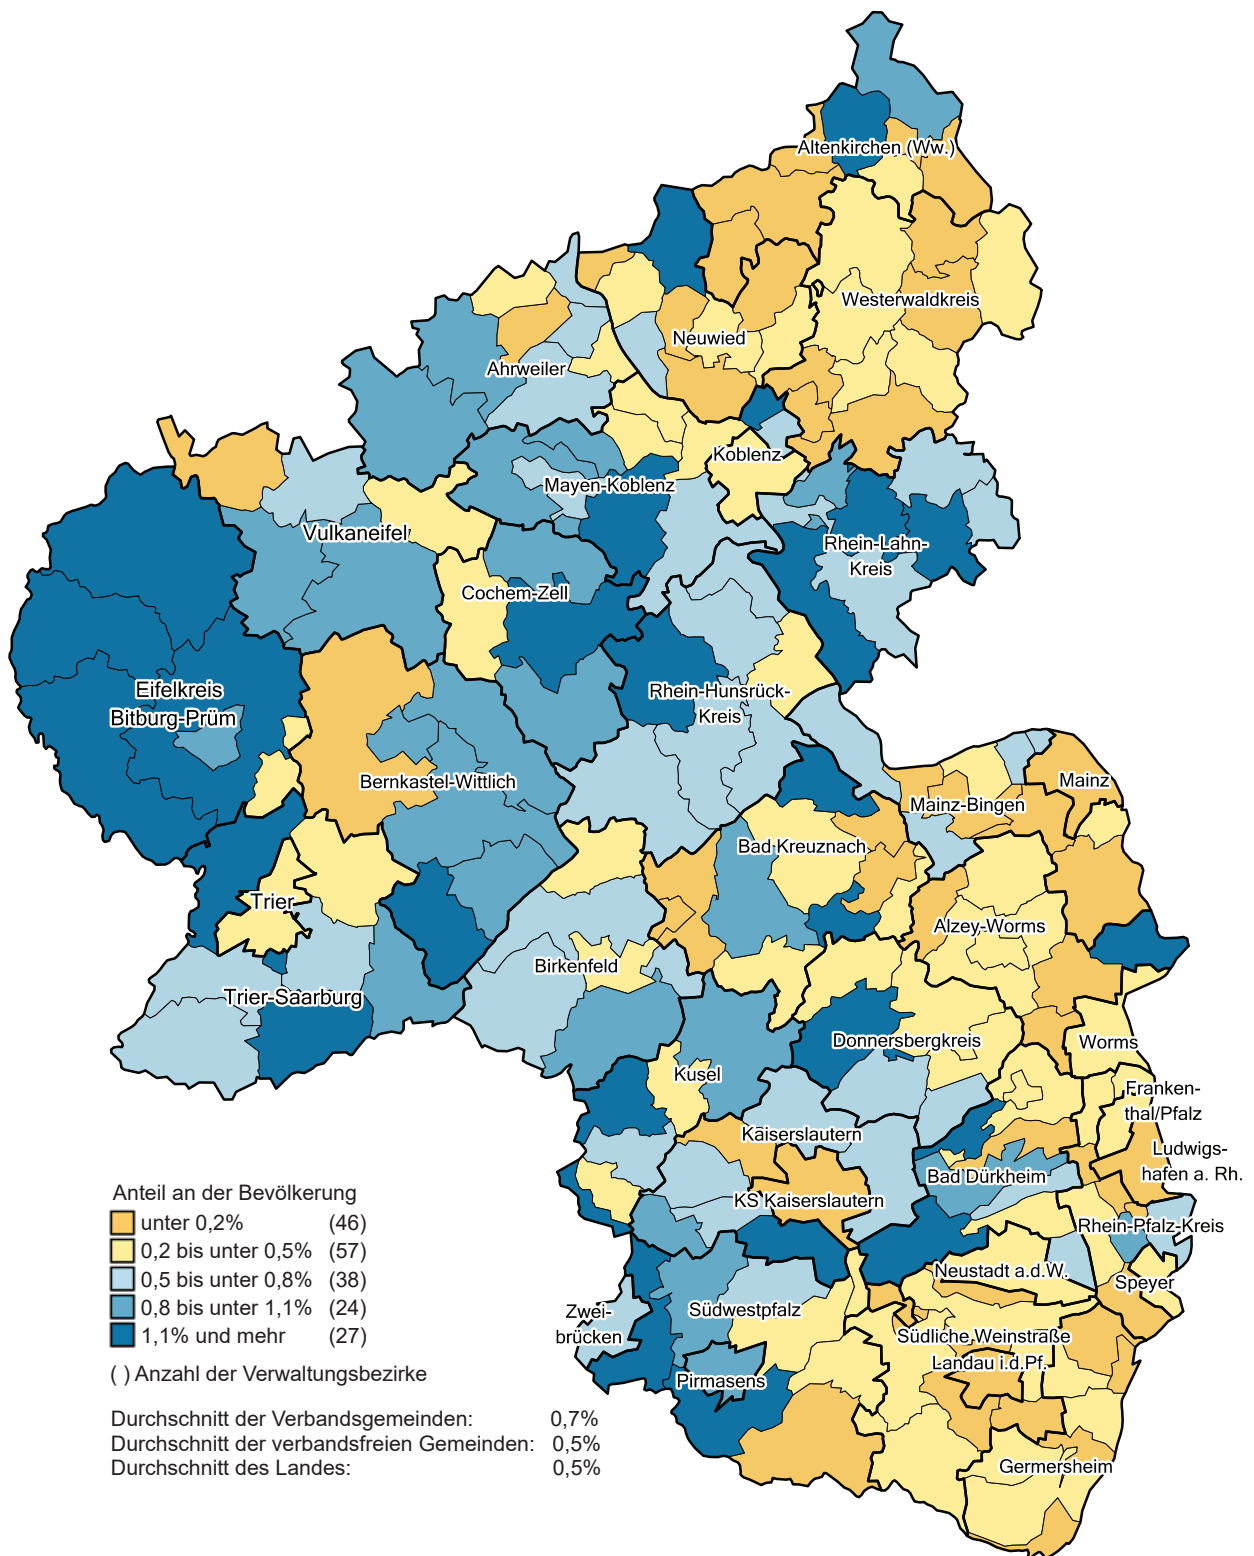 Altenkirchen (Ww.)
Westerwaldkreis
Neuwied
Ahrweiler
Koblenz
Mayen-Koblenz
Vulkaneifel
Rhein-Lahn-
Kreis
Cochem-Zell
Eifelkreis
Bitburg-Prüm
Rhein-Hunsrück-
Kreis
Bernkastel-Wittlich
Mainz
Mainz-Bingen
Bad Kreuznach
Trier
Alzey-Worms
Birkenfeld
Trier-Saarburg
Donnersbergkreis
Worms
Kusel
Franken-
thal/Pfalz
Kaiserslautern
Ludwigs-
hafen a. Rh.
Bad Dürkheim
KS Kaiserslautern
Rhein-Pfalz-Kreis
Neustadt a.d.W.
Speyer
Zwei-
brücken
Südwestpfalz
Südliche Weinstraße
Landau i.d.Pf.
Pirmasens
Germersheim
Anteil an der Bevölkerung
unter 0,2% (46)
0,2 bis unter 0,5% (57)
0,5 bis unter 0,8% (38)
0,8 bis unter 1,1% (24)
1,1% und mehr (27)
( ) Anzahl der Verwaltungsbezirke
Durchschnitt der Verbandsgemeinden: 0,7%
Durchschnitt der verbandsfreien Gemeinden: 0,5%
Durchschnitt des Landes: 0,5%